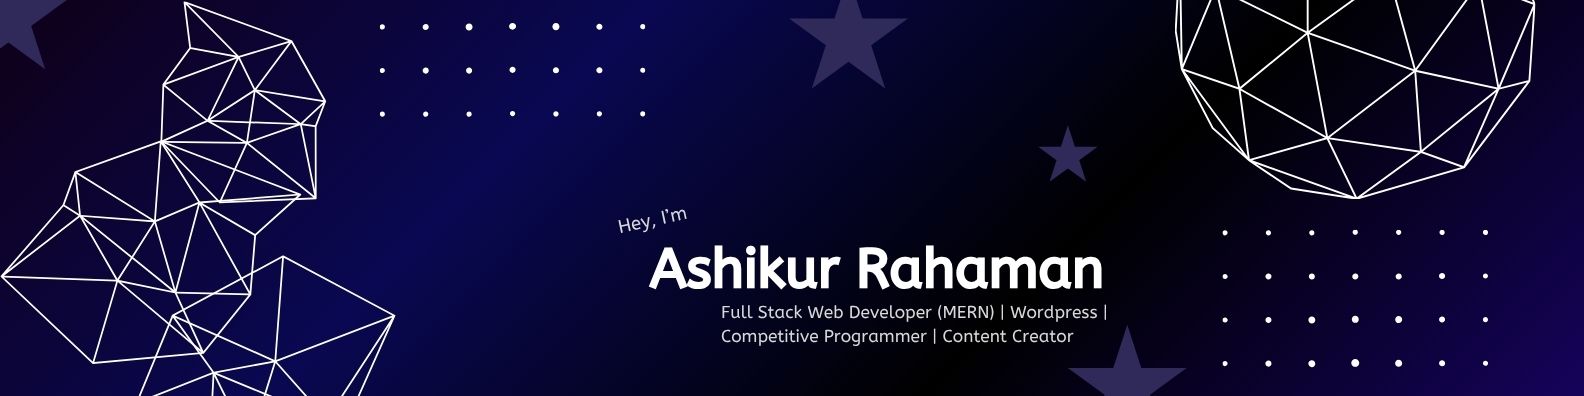 Hey, I'm
Ashikur Rahaman
Full Stack Web Developer (MERN) | Wordpress |
Competitive Programmer | Content Creator